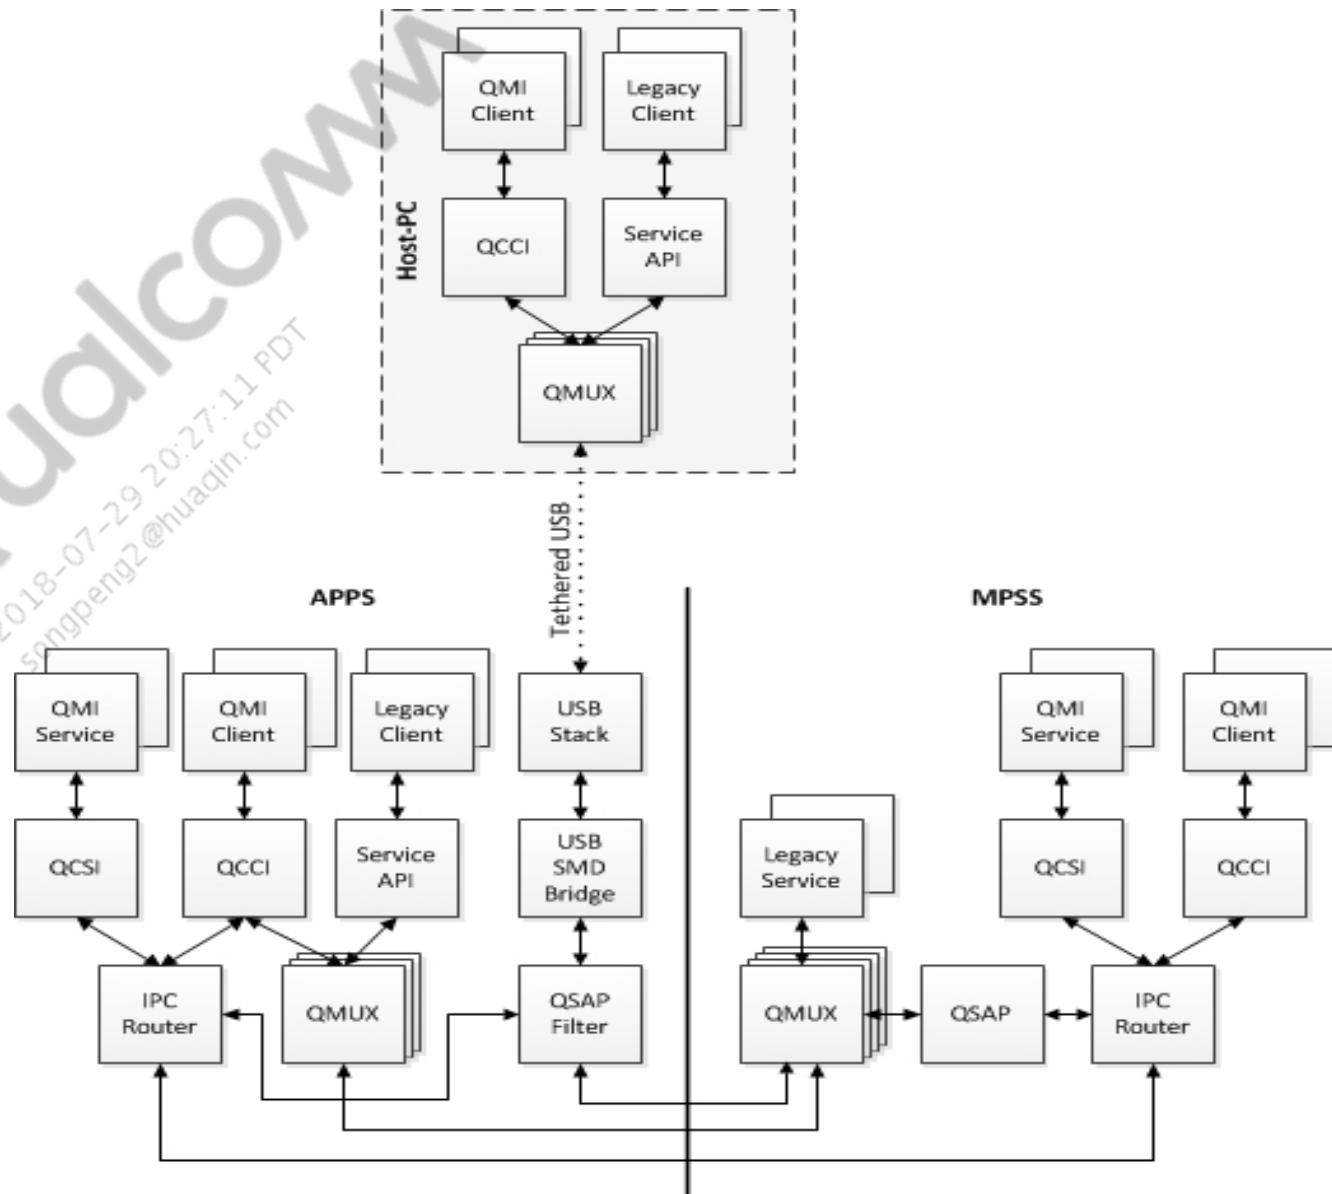 QMI
Client
Legacy
Client
Host-PC
QCCI
Service
API
QMUX
Tethered USB
ualcomm
2018-07-29 20:27:11 PDT
songpeng2@huaqin.com
APPS
MPSS
QMI
Service
QMI
Client
Legacy
Client
USB
Stack
QMI
Service
QMI
Client
QCSI
QCCI
Service
API
USB
SMD
Bridge
Legacy
Service
QCSI
QCCI
IPC
Router
QMUX
QSAP
Filter
QMUX
QSAP
IPC
Router